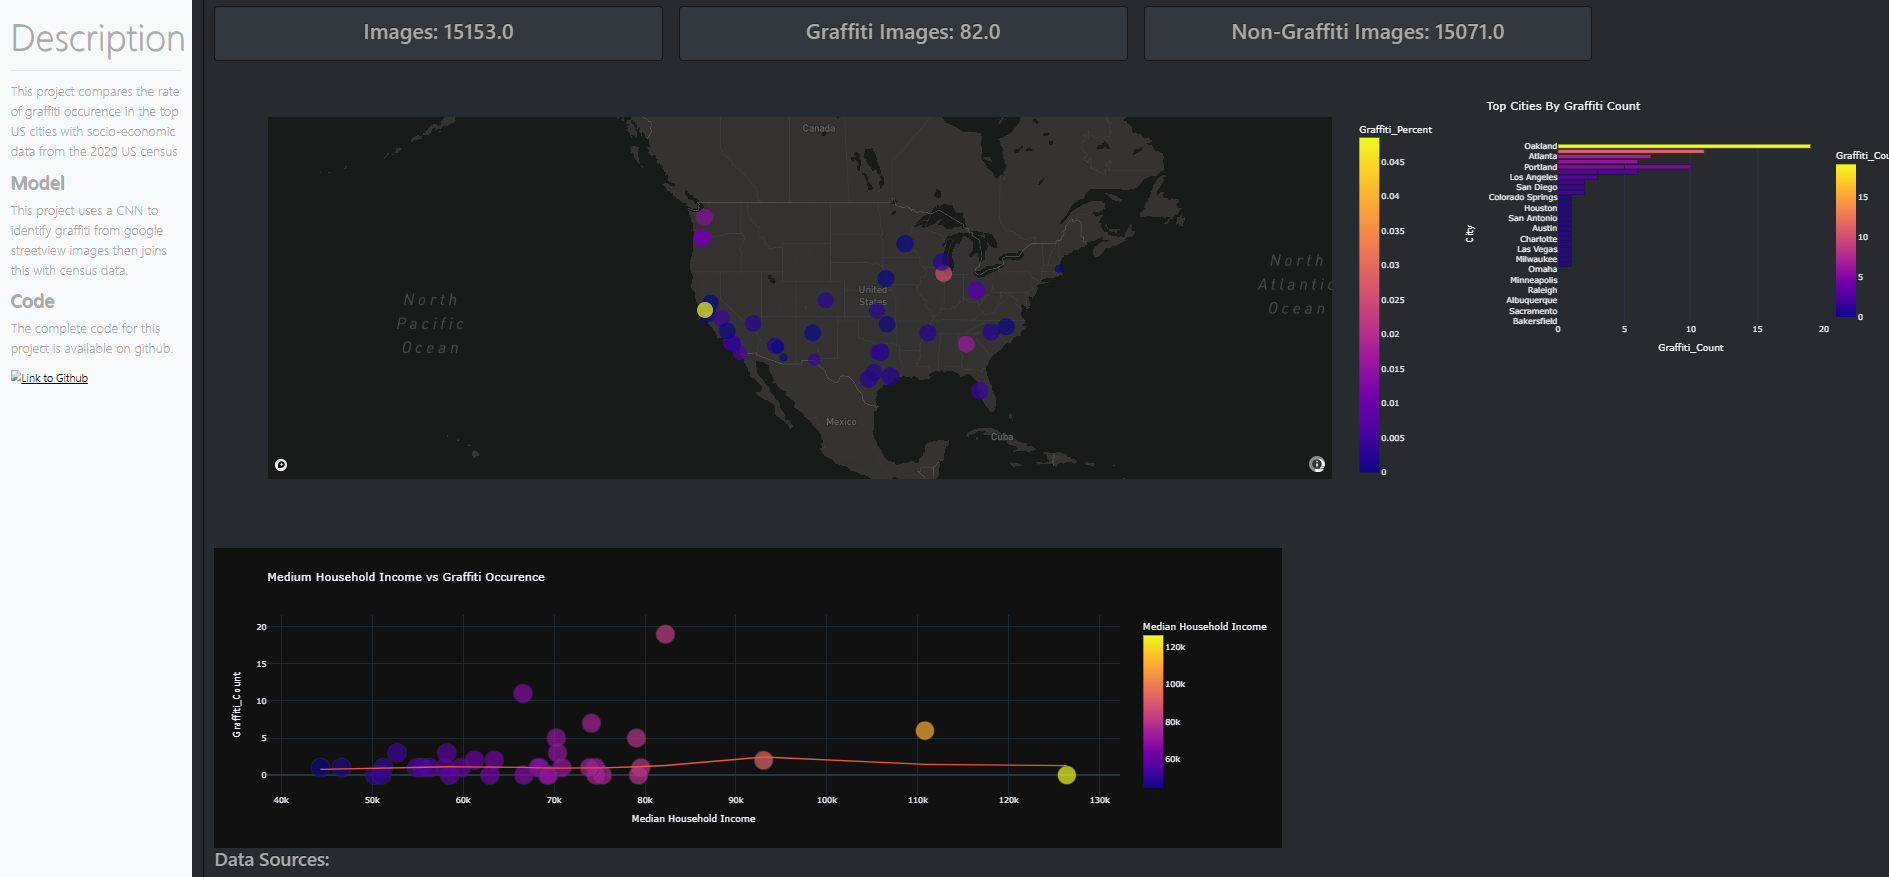 Description
This project compares the rate
of graffiti occurence in the top
US cities with socio-economic
data from the 2020 US census
Model
This project uses a CNN to
identify graffiti from google
streetview images then joins
this with census data.
Code
The complete code for this
project is available on github.
Link to Github
Images: 15153.0
Graffiti Images: 82.0
Non-Graffiti Images: 15071.0
Canada
United
States
Mexico
Cuba
North
Pacific
Ocean
North
Atlantic
Ocean
Graffiti_Percent
0.045
0.04
0.035
0.03
0.025
0.02
0.015
0.01
0.005
0
Top Cities By Graffiti Count
City
Oakland
Atlanta
Portland
Los Angeles
San Diego
Colorado Springs
Houston
San Antonio
Austin
Charlotte
Las Vegas
Milwaukee
Omaha
Minneapolis
Raleigh
Albuquerque
Sacramento
Bakersfield
0 5 10 15 20
Graffiti_Count
Graffiti_Cou
15
10
5
0
Medium Household Income vs Graffiti Occurence
Graffiti_Count
20
15
10
5
0
40k 50k 60k 70k 80k 90k 100k 110k 120k 130k
Median Household Income
Median Household Income
120k
100k
80k
60k
Data Sources: